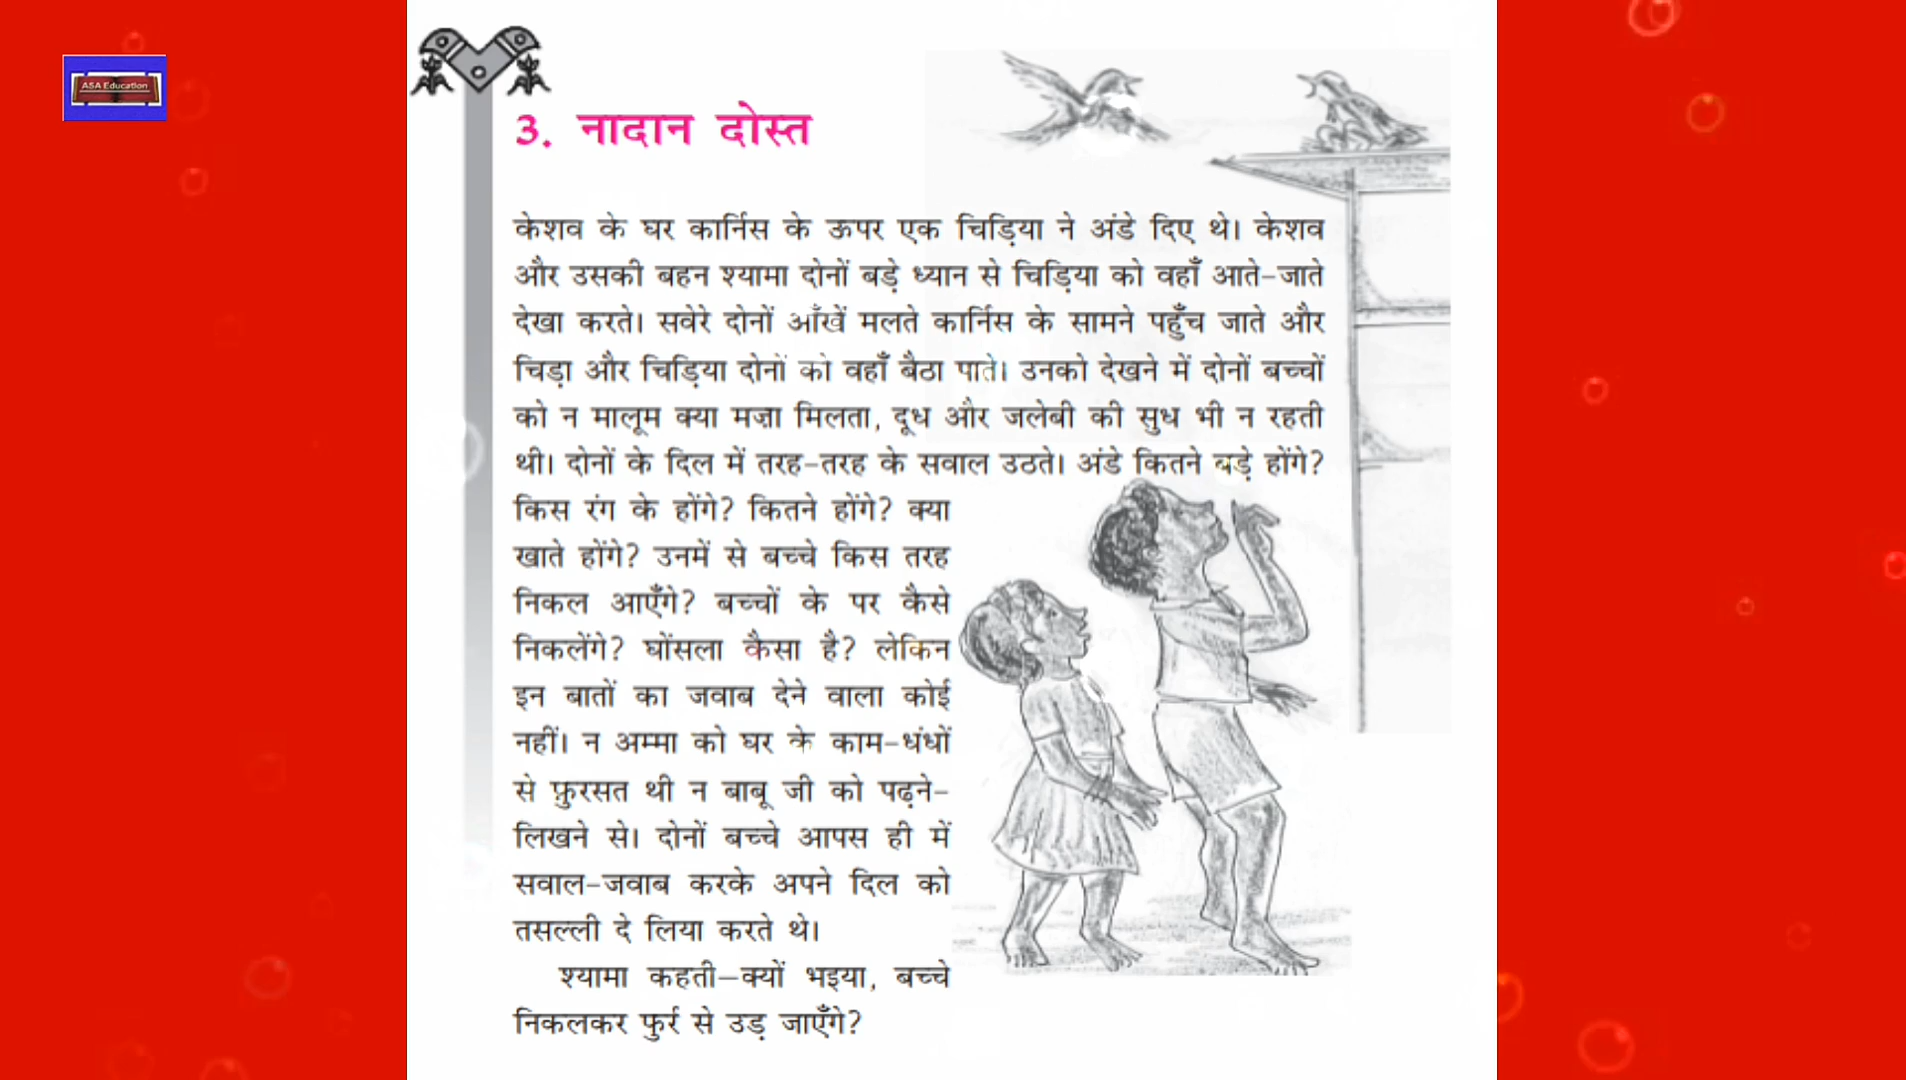 ASA Education
3. नादान दोस्त
केशव के घर कार्निस के ऊपर एक चिड़िया ने अंडे दिए थे। केशव
और उसकी बहन श्यामा दोनों बड़े ध्यान से चिड़िया को वहाँ आते-जाते
देखा करते। सवेरे दोनों आँखें मलते कार्निस के सामने पहुँच जाते और
चिड़ा और चिड़िया दोनों को वहाँ बैठा पाते। उनको देखने में दोनों बच्चों
को न मालूम क्या मज़ा मिलता, दूध और जलेबी की सुध भी न रहती
थी। दोनों के दिल में तरह-तरह के सवाल उठते। अंडे कितने बड़े होंगे?
किस रंग के होंगे? कितने होंगे? क्या
खाते होंगे? उनमें से बच्चे किस तरह
निकल आएँगे? बच्चों के पर कैसे
निकलेंगे? घोंसला कैसा है? लेकिन
इन बातों का जवाब देने वाला कोई
नहीं। न अम्मा को घर के काम-धंधों
से फ़ुरसत थी न बाबू जी को पढ़ने-
लिखने से। दोनों बच्चे आपस ही में
सवाल-जवाब करके अपने दिल को
तसल्ली दे लिया करते थे।
श्यामा कहती—क्यों भइया, बच्चे
निकलकर फुर्र से उड़ जाएँगे?